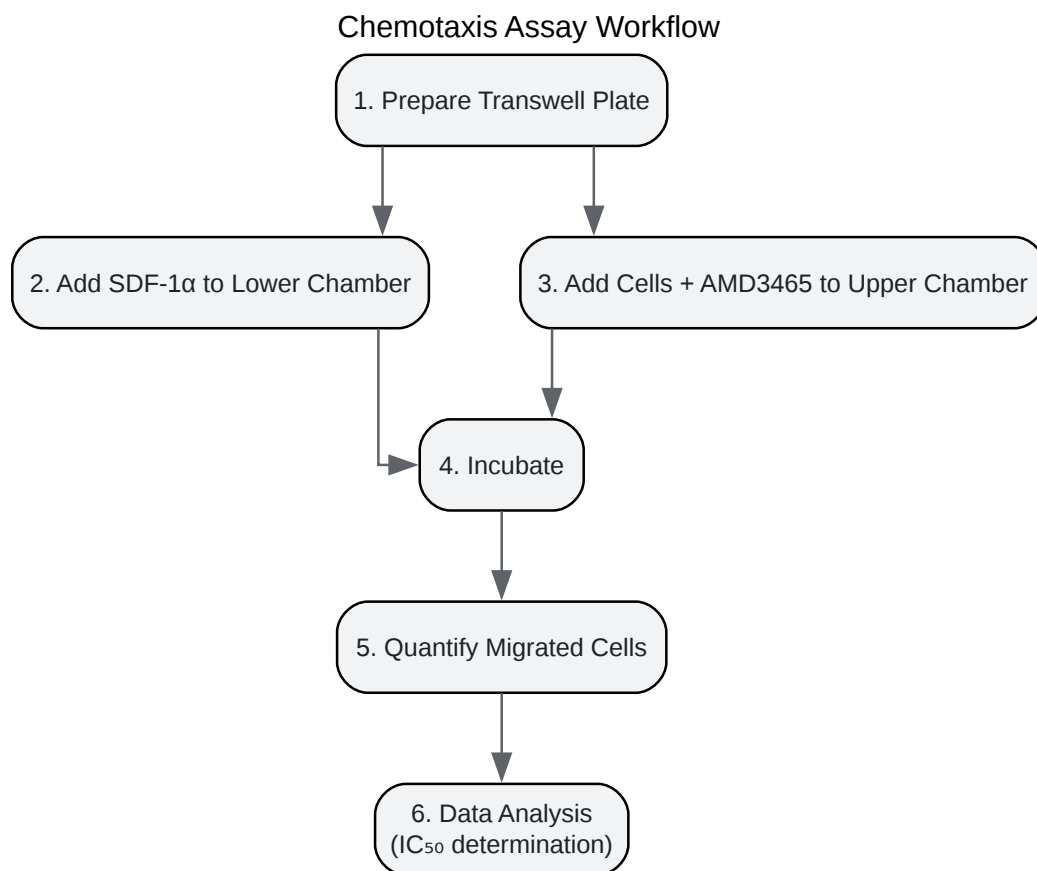 Chemotaxis Assay Workflow
1. Prepare Transwell Plate
2. Add SDF-1α to Lower Chamber
3. Add Cells + AMD3465 to Upper Chamber
4. Incubate
5. Quantify Migrated Cells
6. Data Analysis
(IC₅₀ determination)